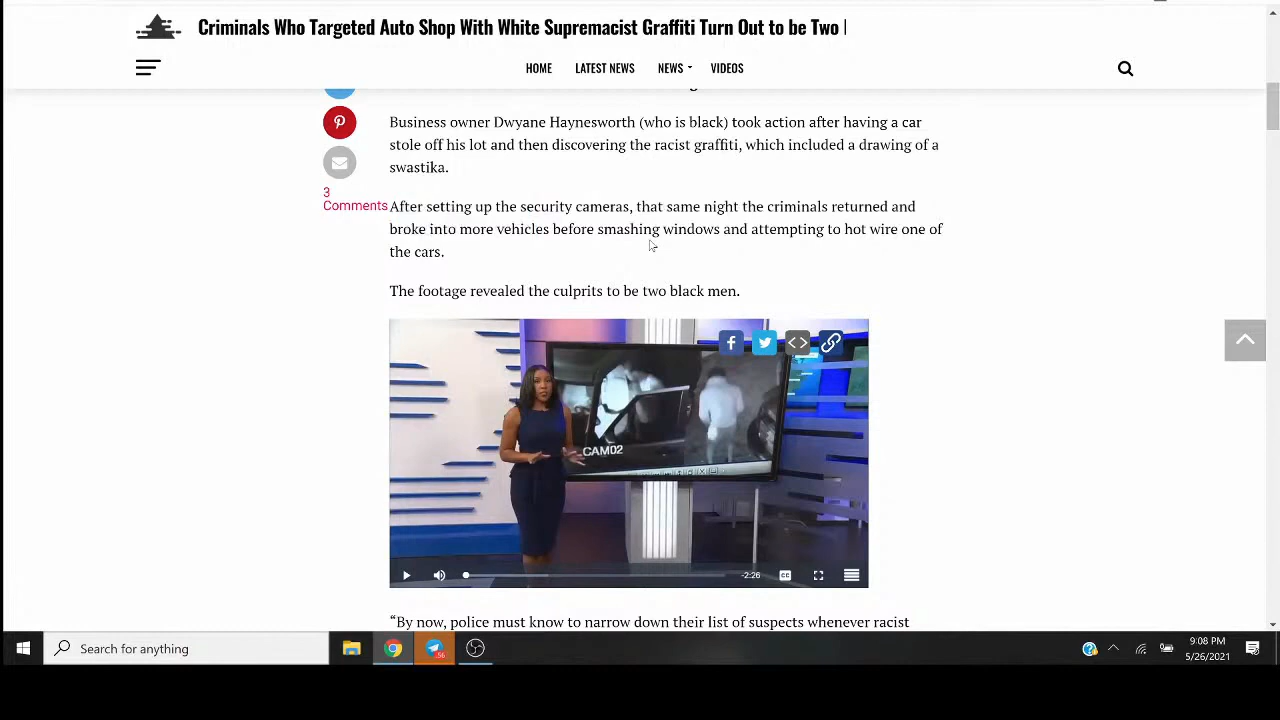 Criminals Who Targeted Auto Shop With White Supremacist Graffiti Turn Out to be Two
HOME LATEST NEWS NEWS VIDEOS
Business owner Dwyane Haynesworth (who is black) took action after having a car
stole off his lot and then discovering the racist graffiti, which included a drawing of a
swastika.
3
Comments
After setting up the security cameras, that same night the criminals returned and
broke into more vehicles before smashing windows and attempting to hot wire one of
the cars.
The footage revealed the culprits to be two black men.
CAM02
-2:26
CC
“By now, police must know to narrow down their list of suspects whenever racist
Search for anything
56
9:08 PM
5/26/2021